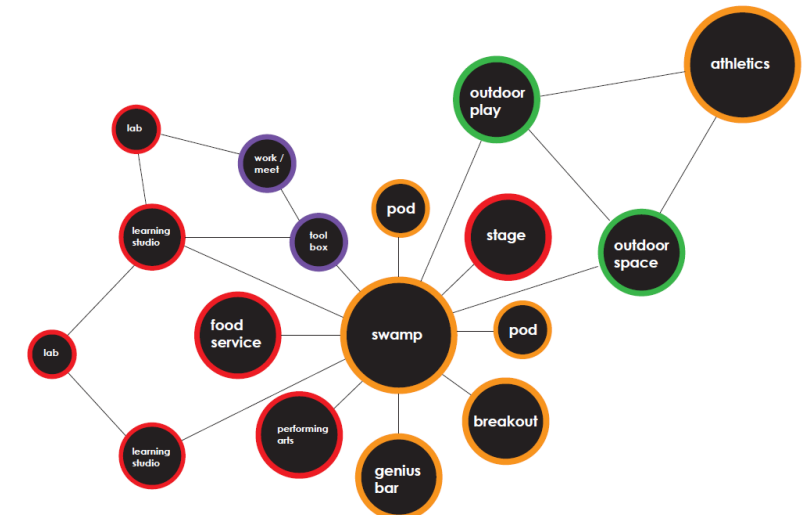 athletics
outdoor
play
lab
work /
meet
pod
learning
studio
tool
box
stage
outdoor
space
food
service
swamp
pod
lab
breakout
performing
arts
learning
studio
genius
bar